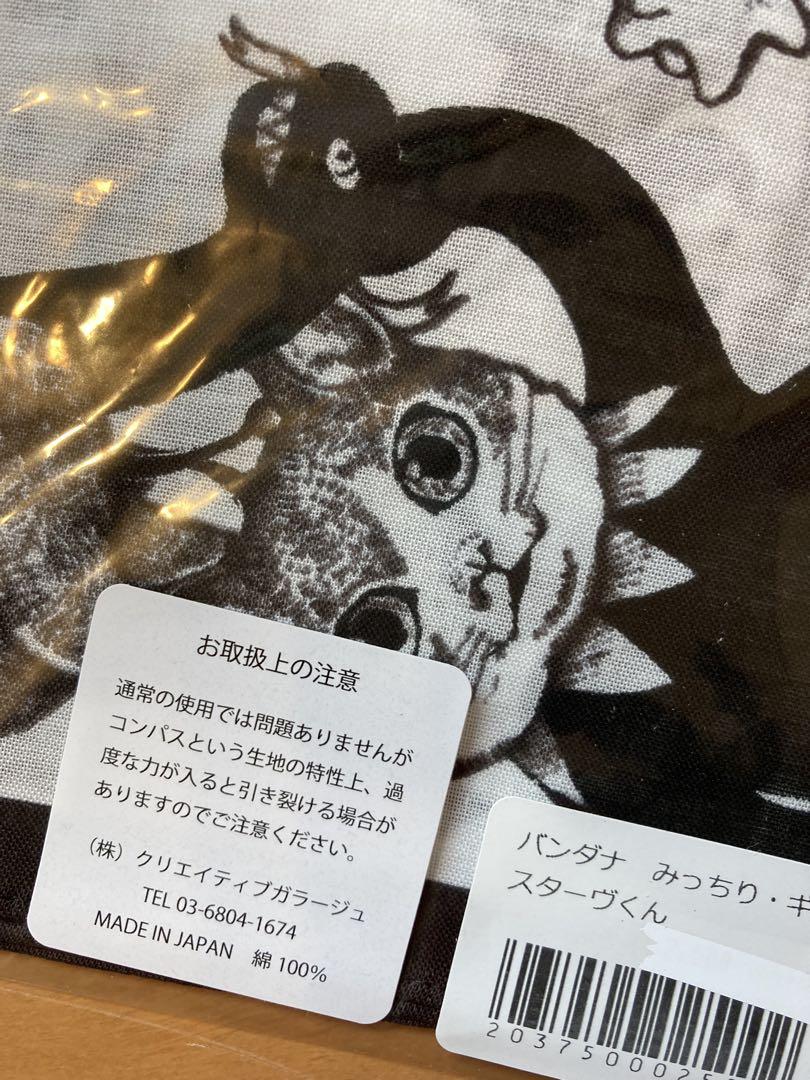 お取扱上の注意
通常の使用では問題ありませんが
コンパスという生地の特性上、過
度な力が入ると引き裂ける場合が
ありますのでご注意ください。
（株）クリエイティブガラージュ
TEL 03-6804-1674
MADE IN JAPAN 綿 100%
バンダナ みっちり・ギ
スターヴくん
203750002